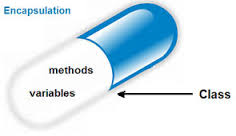 Encapsulation
methods
variables
Class